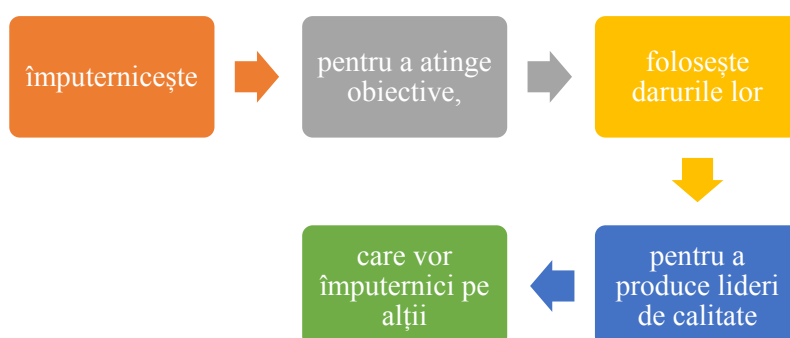 împuternicește
pentru a atinge
obiective,
folosește
darurile lor
pentru a
produce lideri
de calitate
care vor
împuternici pe
alții